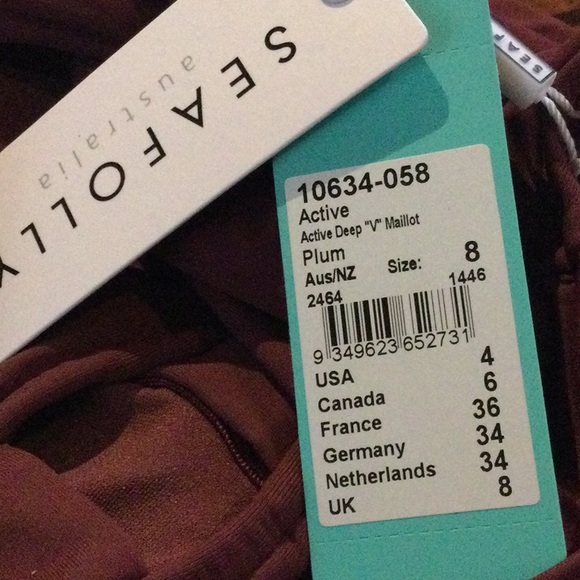 SEAFOLLY
australia
SEAF
10634-058
Active
Active Deep "V" Maillot
Plum
Aus/NZ Size: 8
2464 1446
9 349623 652731
USA 4
Canada 6
France 36
Germany 34
Netherlands 34
UK 8